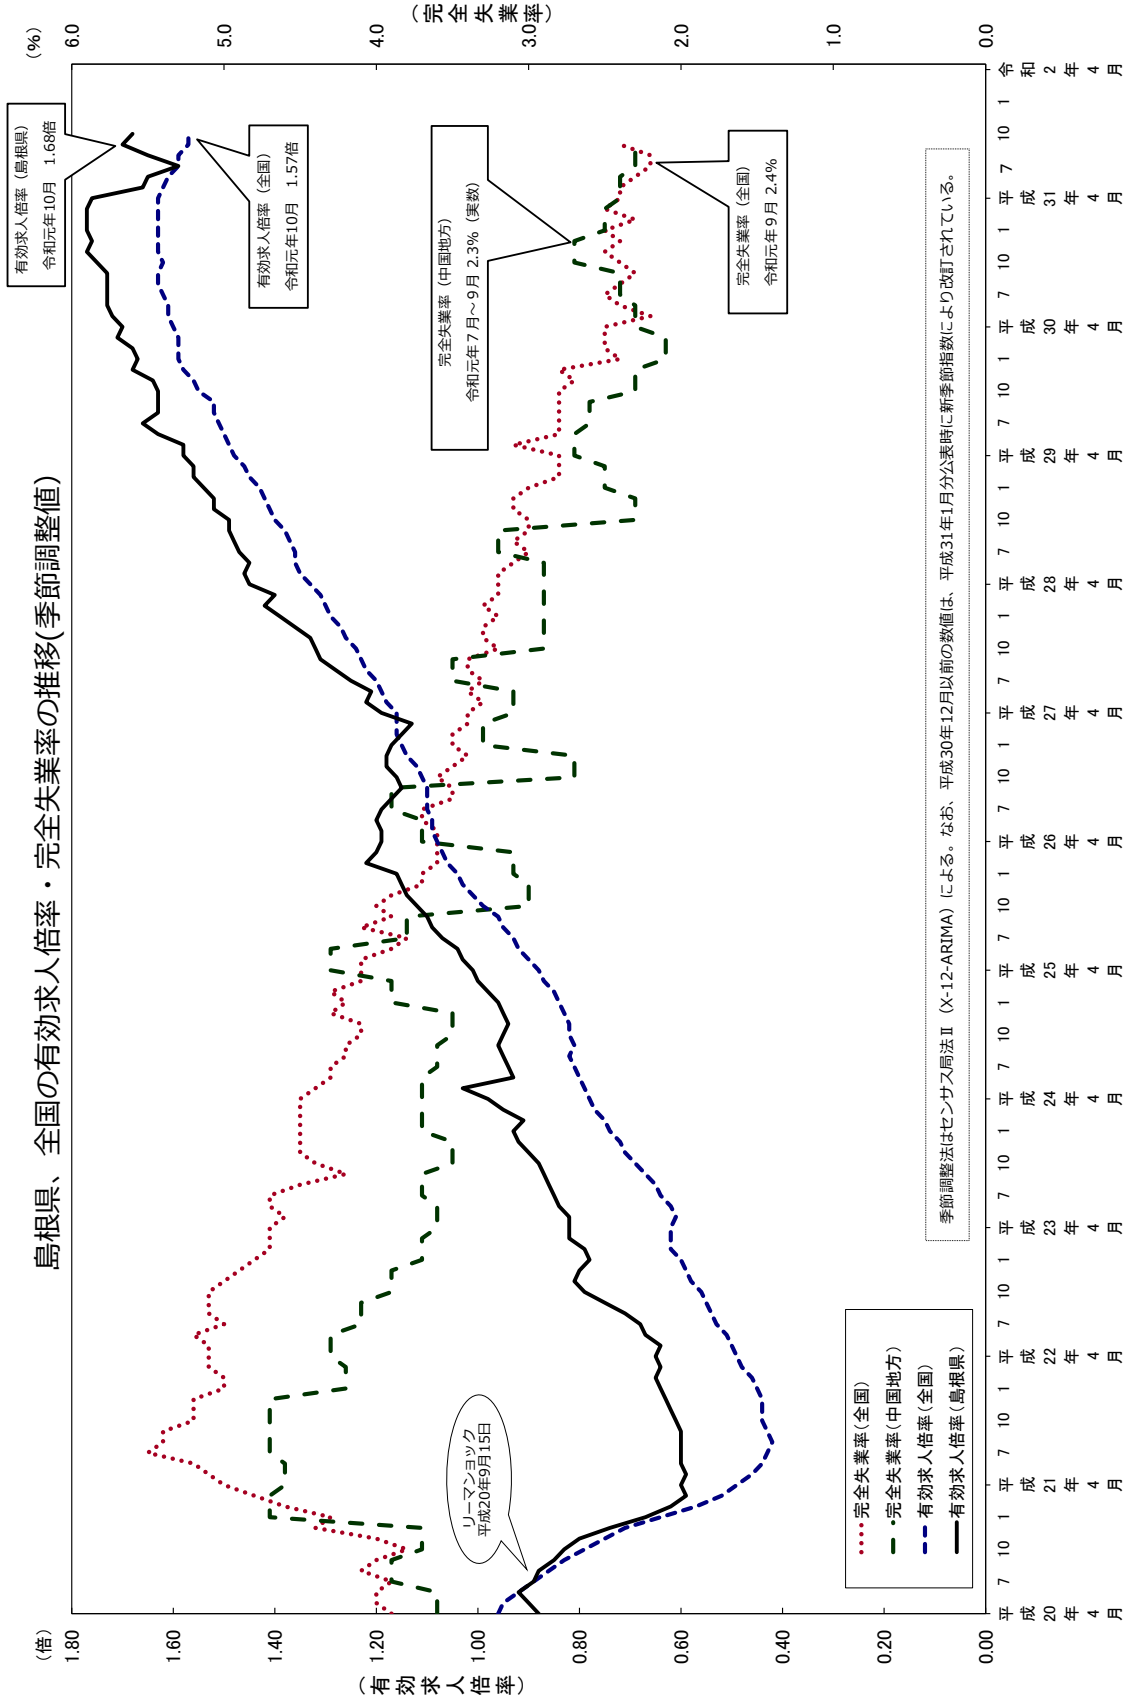 島根県、全国の有効求人倍率・完全失業率の推移(季節調整値)
(倍)
(%)
(有効求人倍率)
(完全失業率)
1.80
1.60
1.40
1.20
1.00
0.80
0.60
0.40
0.20
0.00
6.0
5.0
4.0
3.0
2.0
1.0
0.0
有効求人倍率(島根県)
令和元年10月 1.68倍
有効求人倍率(全国)
令和元年10月 1.57倍
完全失業率(中国地方)
令和元年7月～9月 2.3%(実数)
完全失業率(全国)
令和元年9月 2.4%
リーマンショック
平成20年9月15日
完全失業率(全国)
完全失業率(中国地方)
有効求人倍率(全国)
有効求人倍率(島根県)
季節調整法はセンサス局法Ⅱ(X-12-ARIMA)による。なお、平成30年12月以前の数値は、平成31年1月分公表時に新季節指数により改訂されている。
平成20年4月 7 10 1 平成21年4月 7 10 1 平成22年4月 7 10 1 平成23年4月 7 10 1 平成24年4月 7 10 1 平成25年4月 7 10 1 平成26年4月 7 10 1 平成27年4月 7 10 1 平成28年4月 7 10 1 平成29年4月 7 10 1 平成30年4月 7 10 1 平成31年4月 7 10 1 令和2年4月